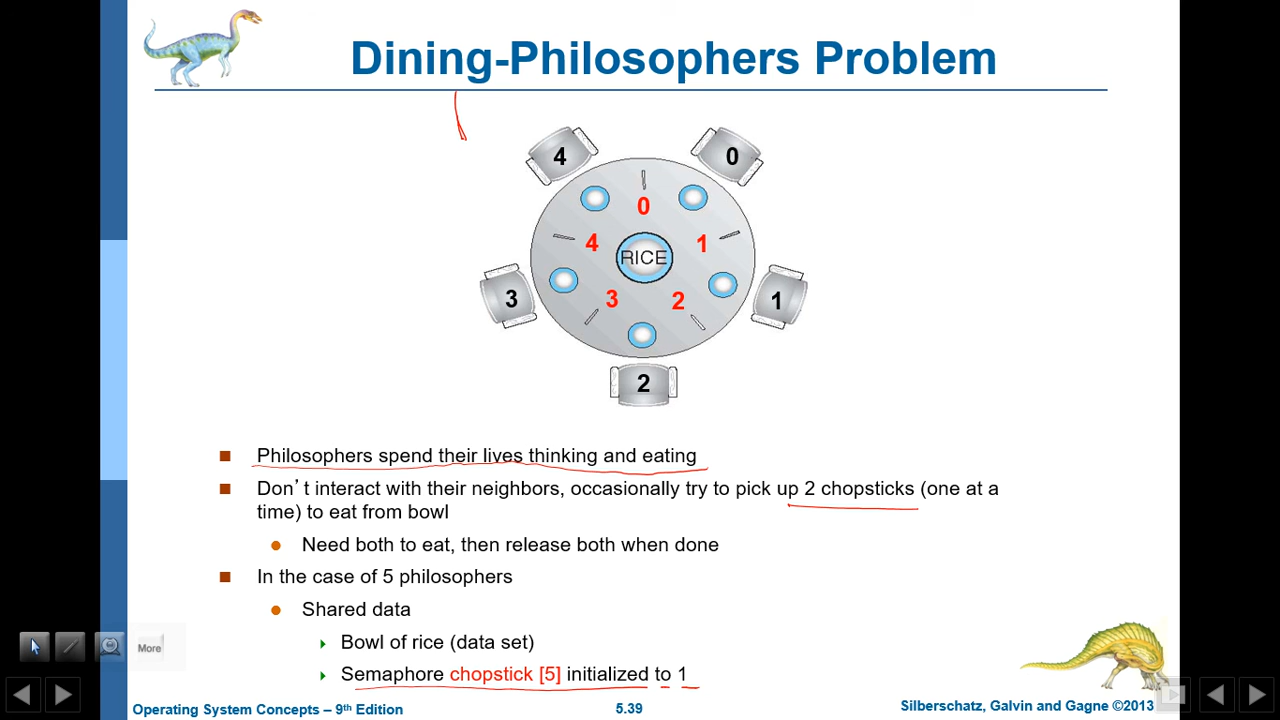 Dining-Philosophers Problem
4
0
0
4
1
RICE
3
3
2
1
2
Philosophers spend their lives thinking and eating
Don’t interact with their neighbors, occasionally try to pick up 2 chopsticks (one at a
time) to eat from bowl
Need both to eat, then release both when done
In the case of 5 philosophers
Shared data
Bowl of rice (data set)
Semaphore chopstick [5] initialized to 1
More
Operating System Concepts – 9th Edition
5.39
Silberschatz, Galvin and Gagne ©2013